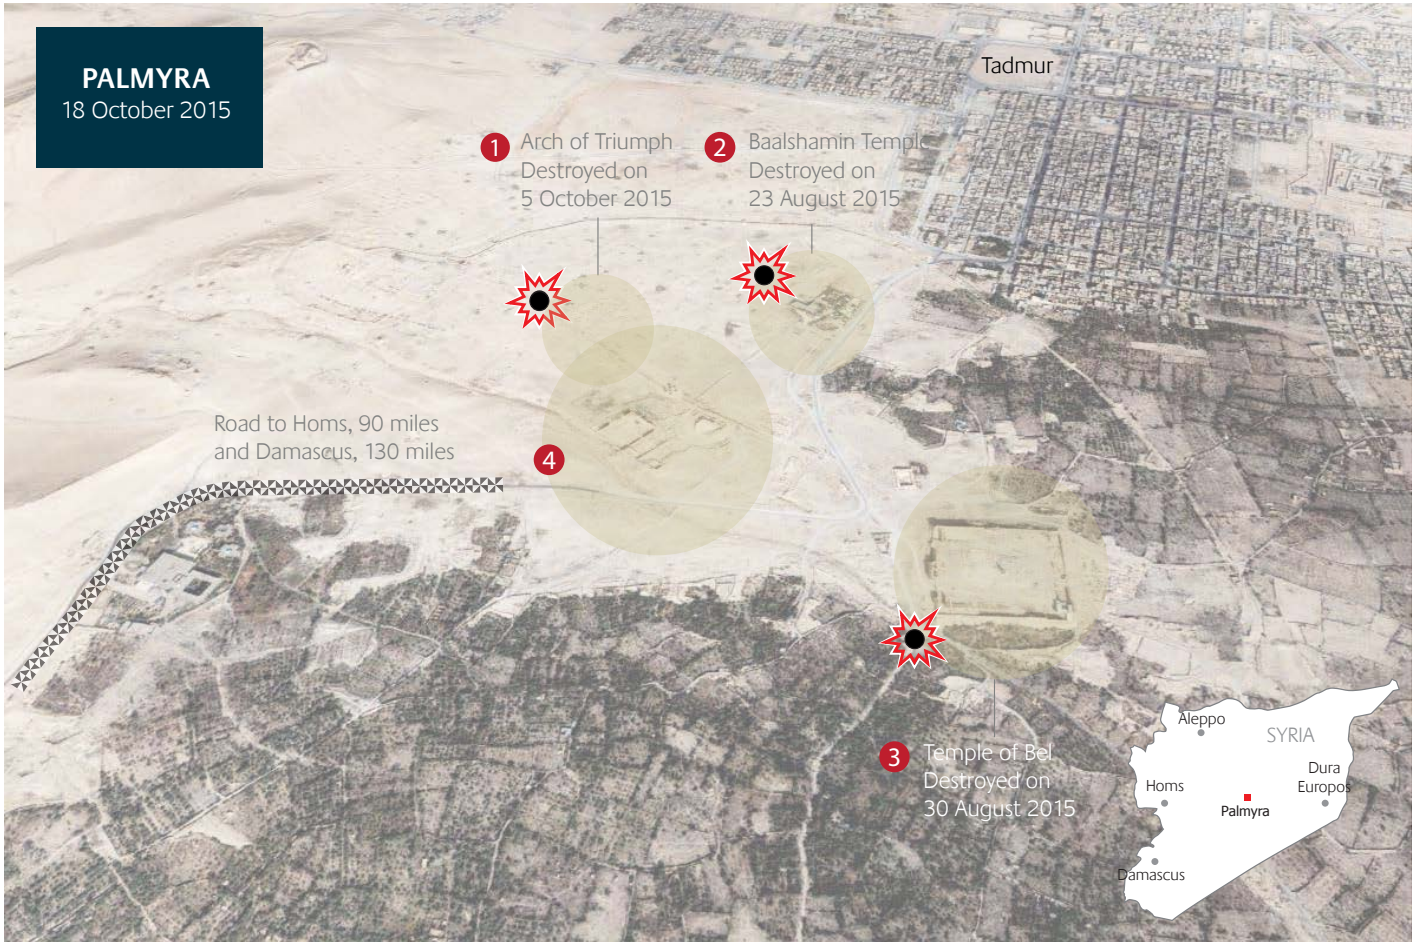 PALMYRA
18 October 2015
Tadmur
1
Arch of Triumph
Destroyed on
5 October 2015
2
Baalshamin Temple
Destroyed on
23 August 2015
Road to Homs, 90 miles
and Damascus, 130 miles
4
3
Temple of Bel
Destroyed on
30 August 2015
Aleppo
SYRIA
Homs
Dura
Europos
Palmyra
Damascus